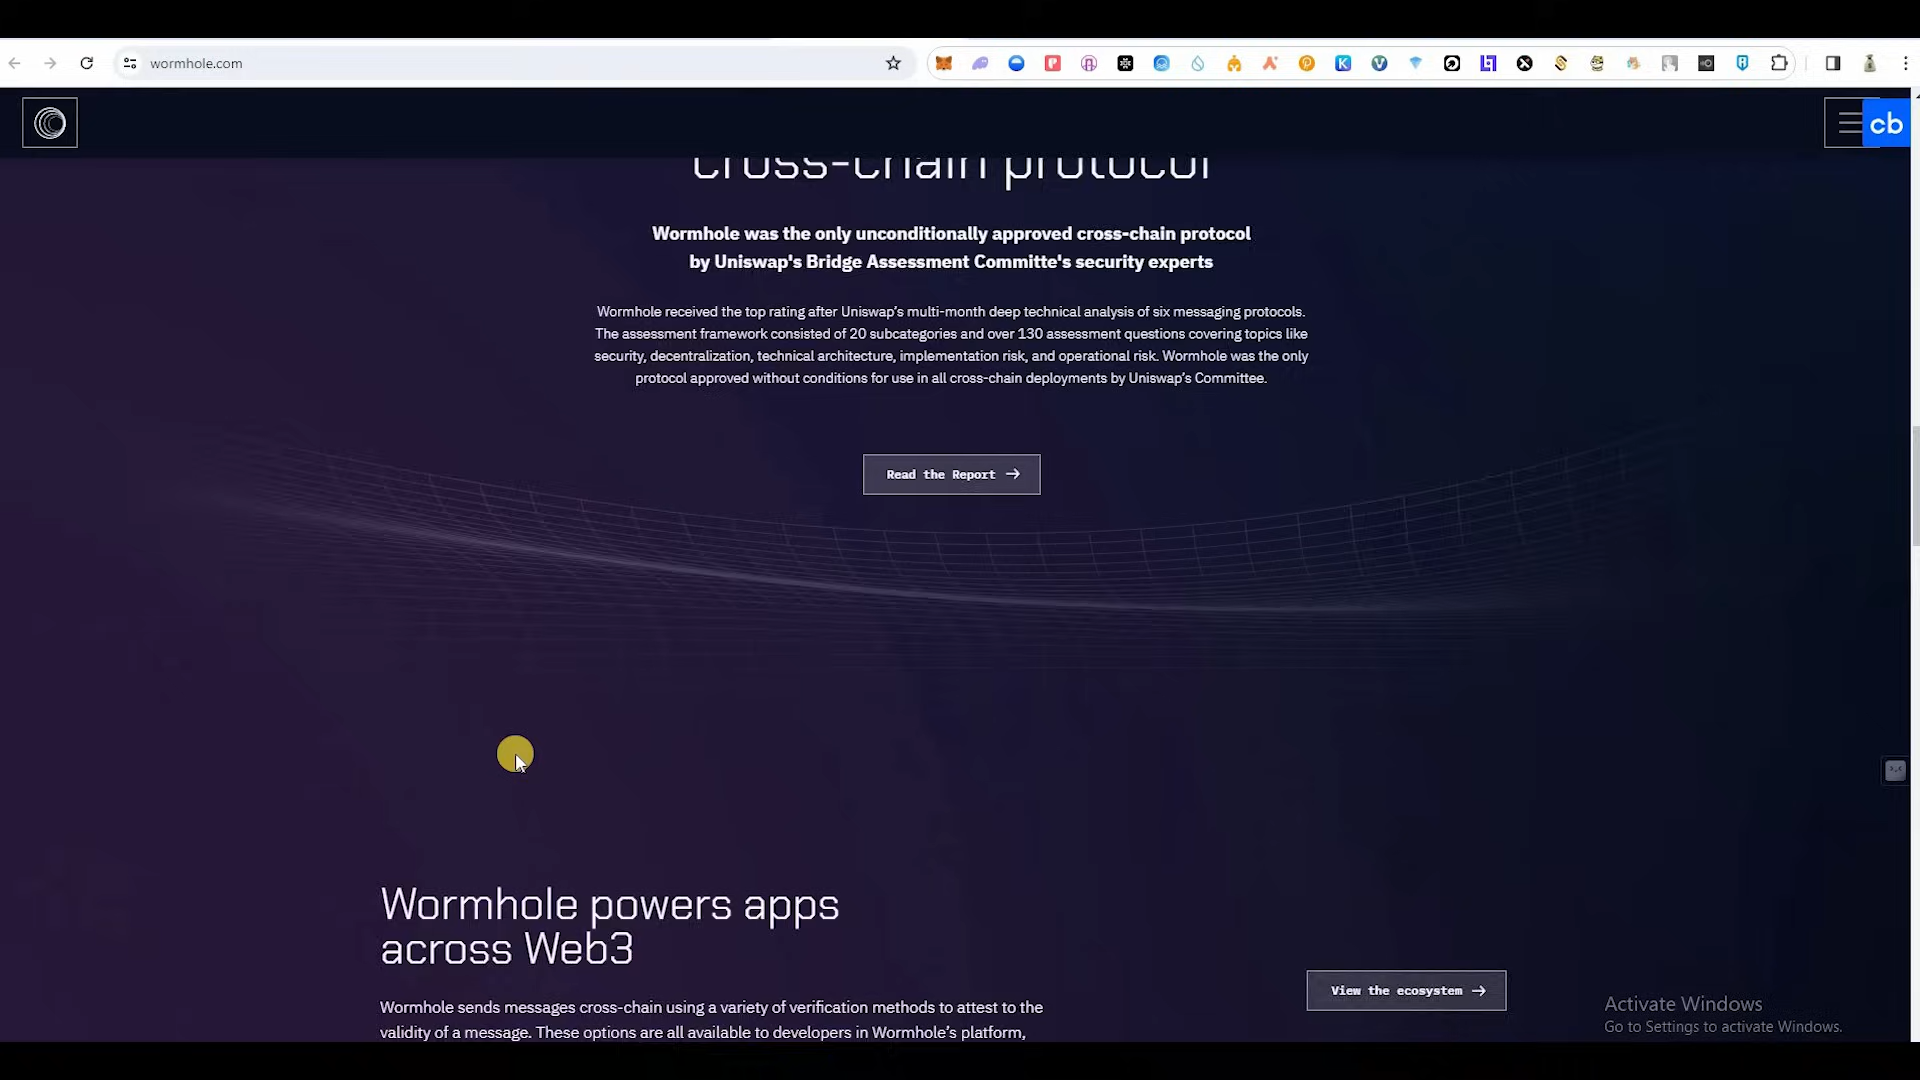 wormhole.com
cb
cross-chain protocol
Wormhole was the only unconditionally approved cross-chain protocol
by Uniswap's Bridge Assessment Committe's security experts
Wormhole received the top rating after Uniswap's multi-month deep technical analysis of six messaging protocols.
The assessment framework consisted of 20 subcategories and over 130 assessment questions covering topics like
security, decentralization, technical architecture, implementation risk, and operational risk. Wormhole was the only
protocol approved without conditions for use in all cross-chain deployments by Uniswap's Committee.
Read the Report →
Wormhole powers apps
across Web3
View the ecosystem →
Wormhole sends messages cross-chain using a variety of verification methods to attest to the
validity of a message. These options are all available to developers in Wormhole's platform,
Activate Windows
Go to Settings to activate Windows.